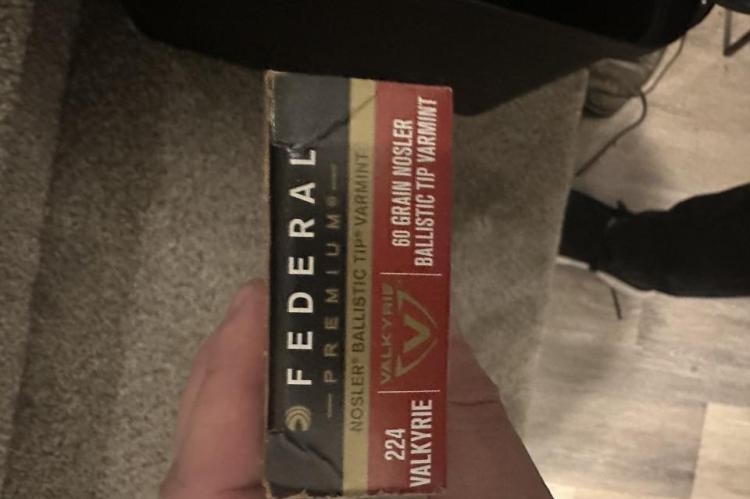 FEDERAL
PREMIUM®
NOSLER® BALLISTIC TIP® VARMINT
224
VALKYRIE
VALKYRIE
V
60 GRAIN NOSLER
BALLISTIC TIP VARMINT